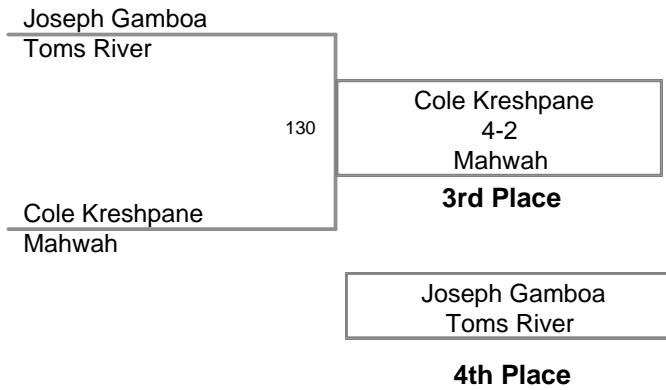 Joseph Gamboa
Toms River
130
Cole Kreshpane
4-2
Mahwah
3rd Place
Cole Kreshpane
Mahwah
Joseph Gamboa
Toms River
4th Place